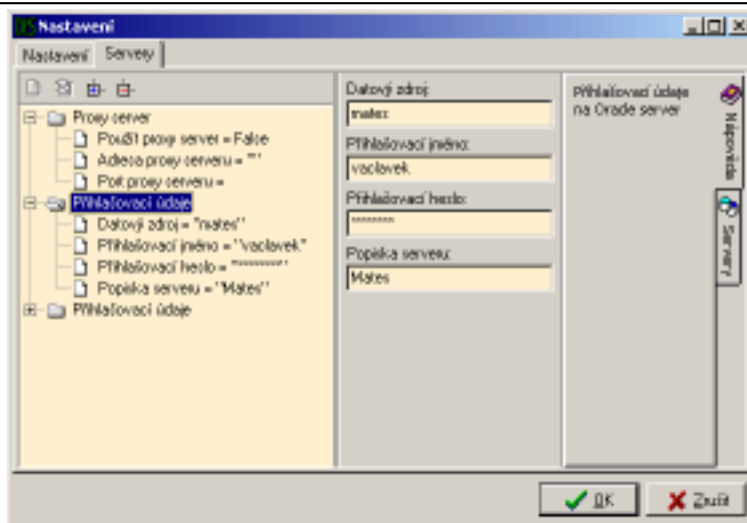 Nastavení
Nastavení Servery
Proxy server
Použít proxy server = False
Adresa proxy serveru = ""
Port proxy serveru =
Přihlašovací údaje
Datový zdroj = "mates"
Přihlašovací jméno = "vaclavek"
Přihlašovací heslo = "********"
Popiska serveru = "Mates"
Přihlašovací údaje
Datový zdroj:
mates
Přihlašovací jméno:
vaclavek
Přihlašovací heslo:
********
Popiska serveru:
Mates
Přihlašovací údaje
na Oracle server
Nápověda
Servery
OK
Zrušit